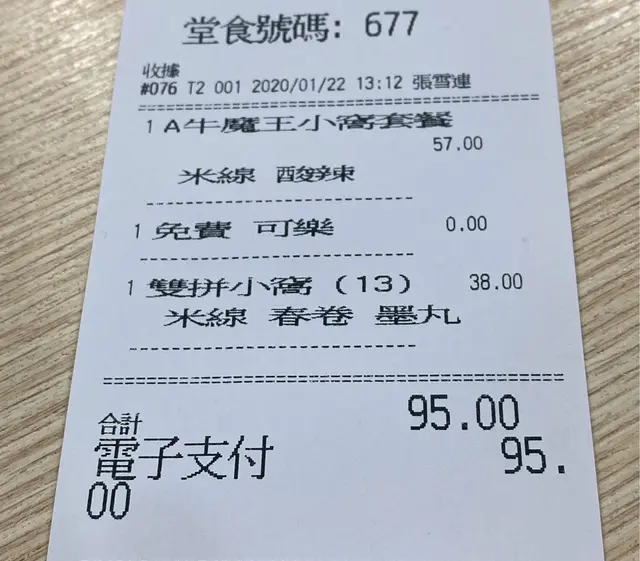 堂食號碼: 677
收據
#076 T2 001 2020/01/22 13:12 張雪連
1 A牛魔王小窩套餐
57.00
米線 酸辣
1 免費 可樂 0.00
1 雙拼小窩 (13) 38.00
米線 春卷 墨丸
合計 95.00
電子支付 95.
00